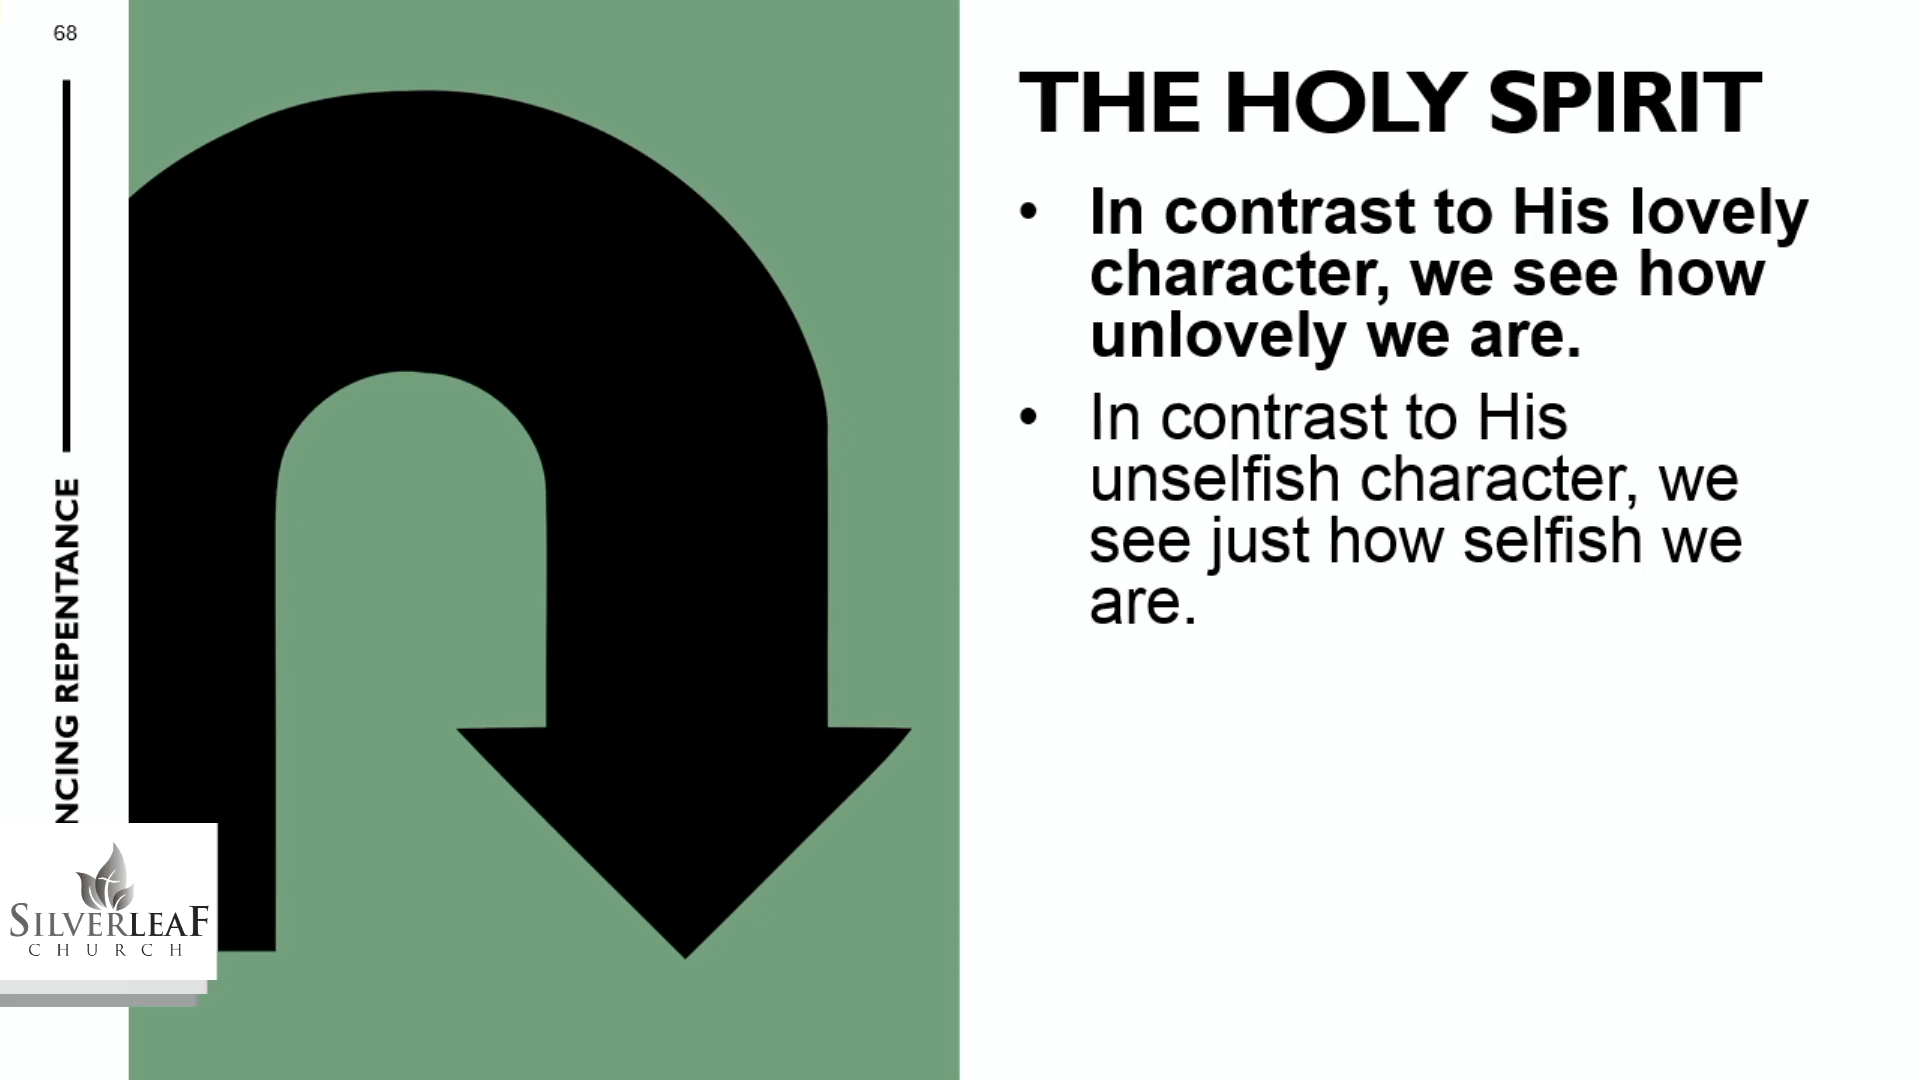 68
NCING REPENTANCE
THE HOLY SPIRIT
• In contrast to His lovely
character, we see how
unlovely we are.
• In contrast to His
unselfish character, we
see just how selfish we
are.
SILVERLEAF
CHURCH